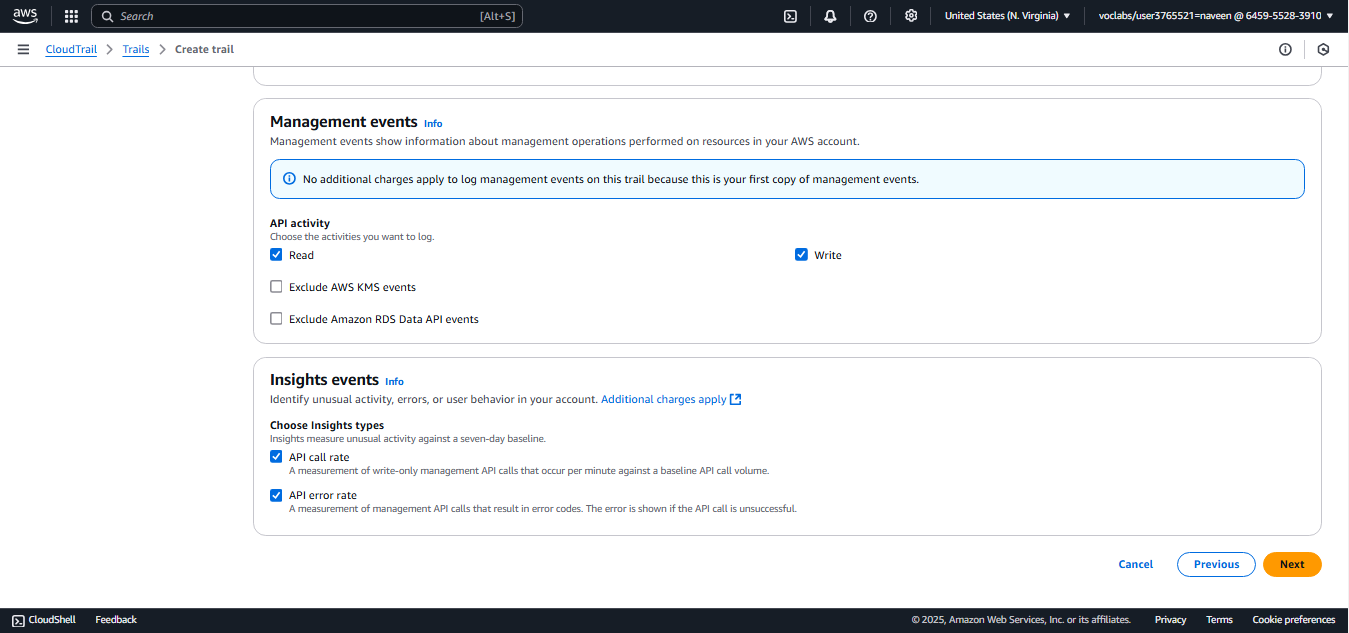 aws
Search [Alt+S] United States (N. Virginia) voclabs/user3765521=naveen @ 6459-5528-3910
CloudTrail Trails Create trail
Management events Info
Management events show information about management operations performed on resources in your AWS account.
No additional charges apply to log management events on this trail because this is your first copy of management events.
API activity
Choose the activities you want to log.
Read Write
Exclude AWS KMS events
Exclude Amazon RDS Data API events
Insights events Info
Identify unusual activity, errors, or user behavior in your account. Additional charges apply
Choose Insights types
Insights measure unusual activity against a seven-day baseline.
API call rate
A measurement of write-only management API calls that occur per minute against a baseline API call volume.
API error rate
A measurement of management API calls that result in error codes. The error is shown if the API call is unsuccessful.
Cancel Previous Next
CloudShell Feedback © 2025, Amazon Web Services, Inc. or its affiliates. Privacy Terms Cookie preferences